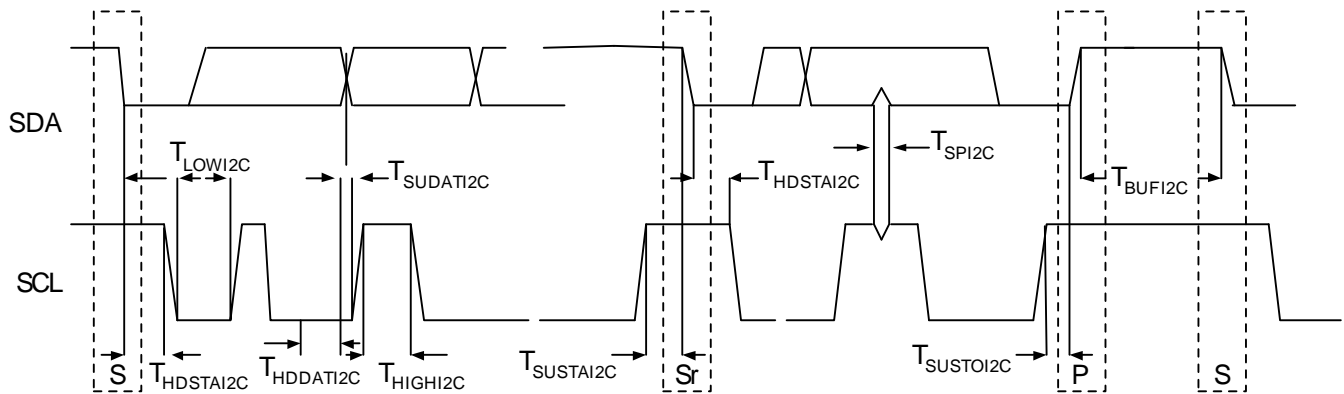 SDA
T_LOWI2C
T_SUDATI2C
T_SPI2C
T_HDSTAI2C
T_BUFI2C
SCL
S
T_HDSTAI2C
T_HDDATI2C
T_HIGHI2C
T_SUSTAI2C
Sr
T_SUSTOI2C
P
S